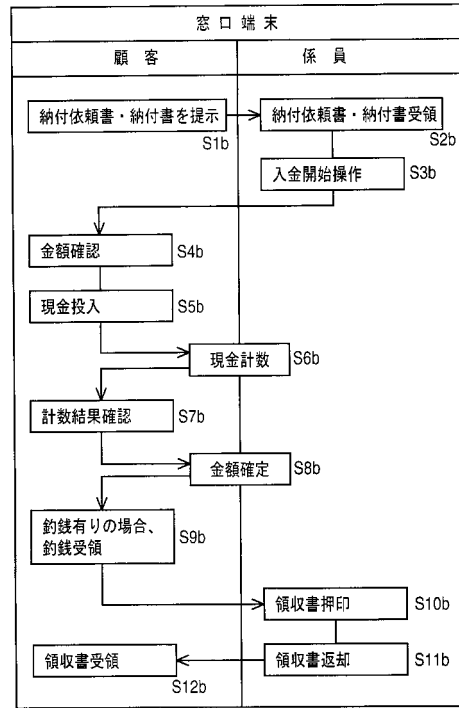 窓口端末
顧客
係員
納付依頼書・納付書を提示
S1b
納付依頼書・納付書受領
S2b
入金開始操作
S3b
金額確認
S4b
現金投入
S5b
現金計数
S6b
計数結果確認
S7b
金額確定
S8b
釣銭有りの場合、
釣銭受領
S9b
領収書押印
S10b
領収書返却
S11b
領収書受領
S12b